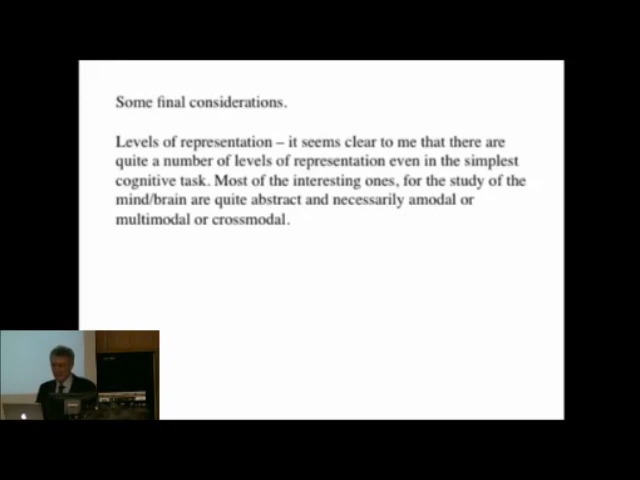 Some final considerations.
Levels of representation – it seems clear to me that there are
quite a number of levels of representation even in the simplest
cognitive task. Most of the interesting ones, for the study of the
mind/brain are quite abstract and necessarily amodal or
multimodal or crossmodal.